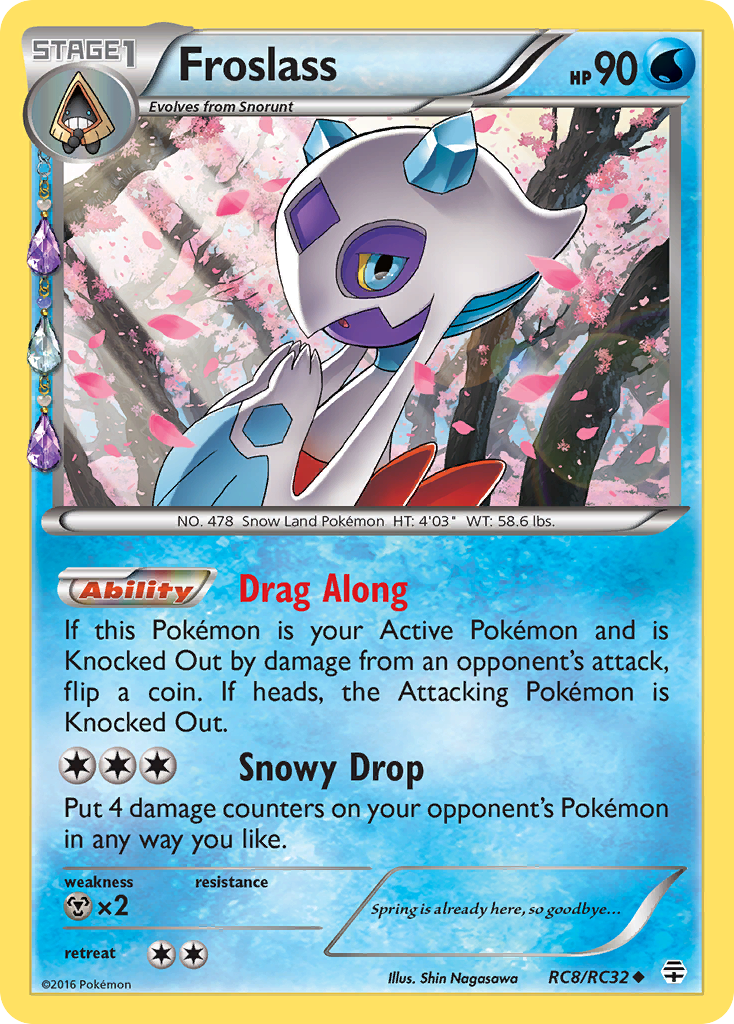 STAGE1
Froslass
HP 90
Evolves from Snorunt
NO. 478 Snow Land Pokémon HT: 4'03" WT: 58.6 lbs.
Ability Drag Along
If this Pokémon is your Active Pokémon and is
Knocked Out by damage from an opponent's attack,
flip a coin. If heads, the Attacking Pokémon is
Knocked Out.
Snowy Drop
Put 4 damage counters on your opponent's Pokémon
in any way you like.
weakness resistance
×2
Spring is already here, so goodbye...
retreat
©2016 Pokémon
Illus. Shin Nagasawa
RC8/RC32